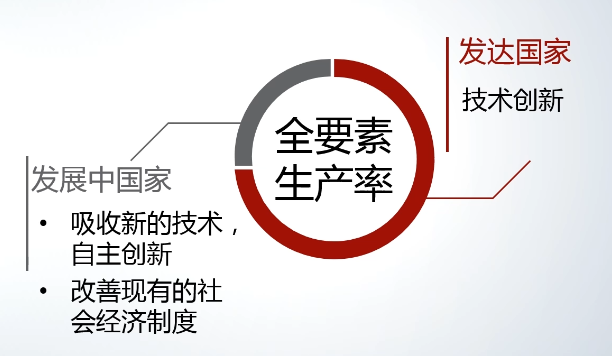 发达国家
技术创新
全要素
生产率
发展中国家
• 吸收新的技术，
自主创新
• 改善现有的社
会经济制度